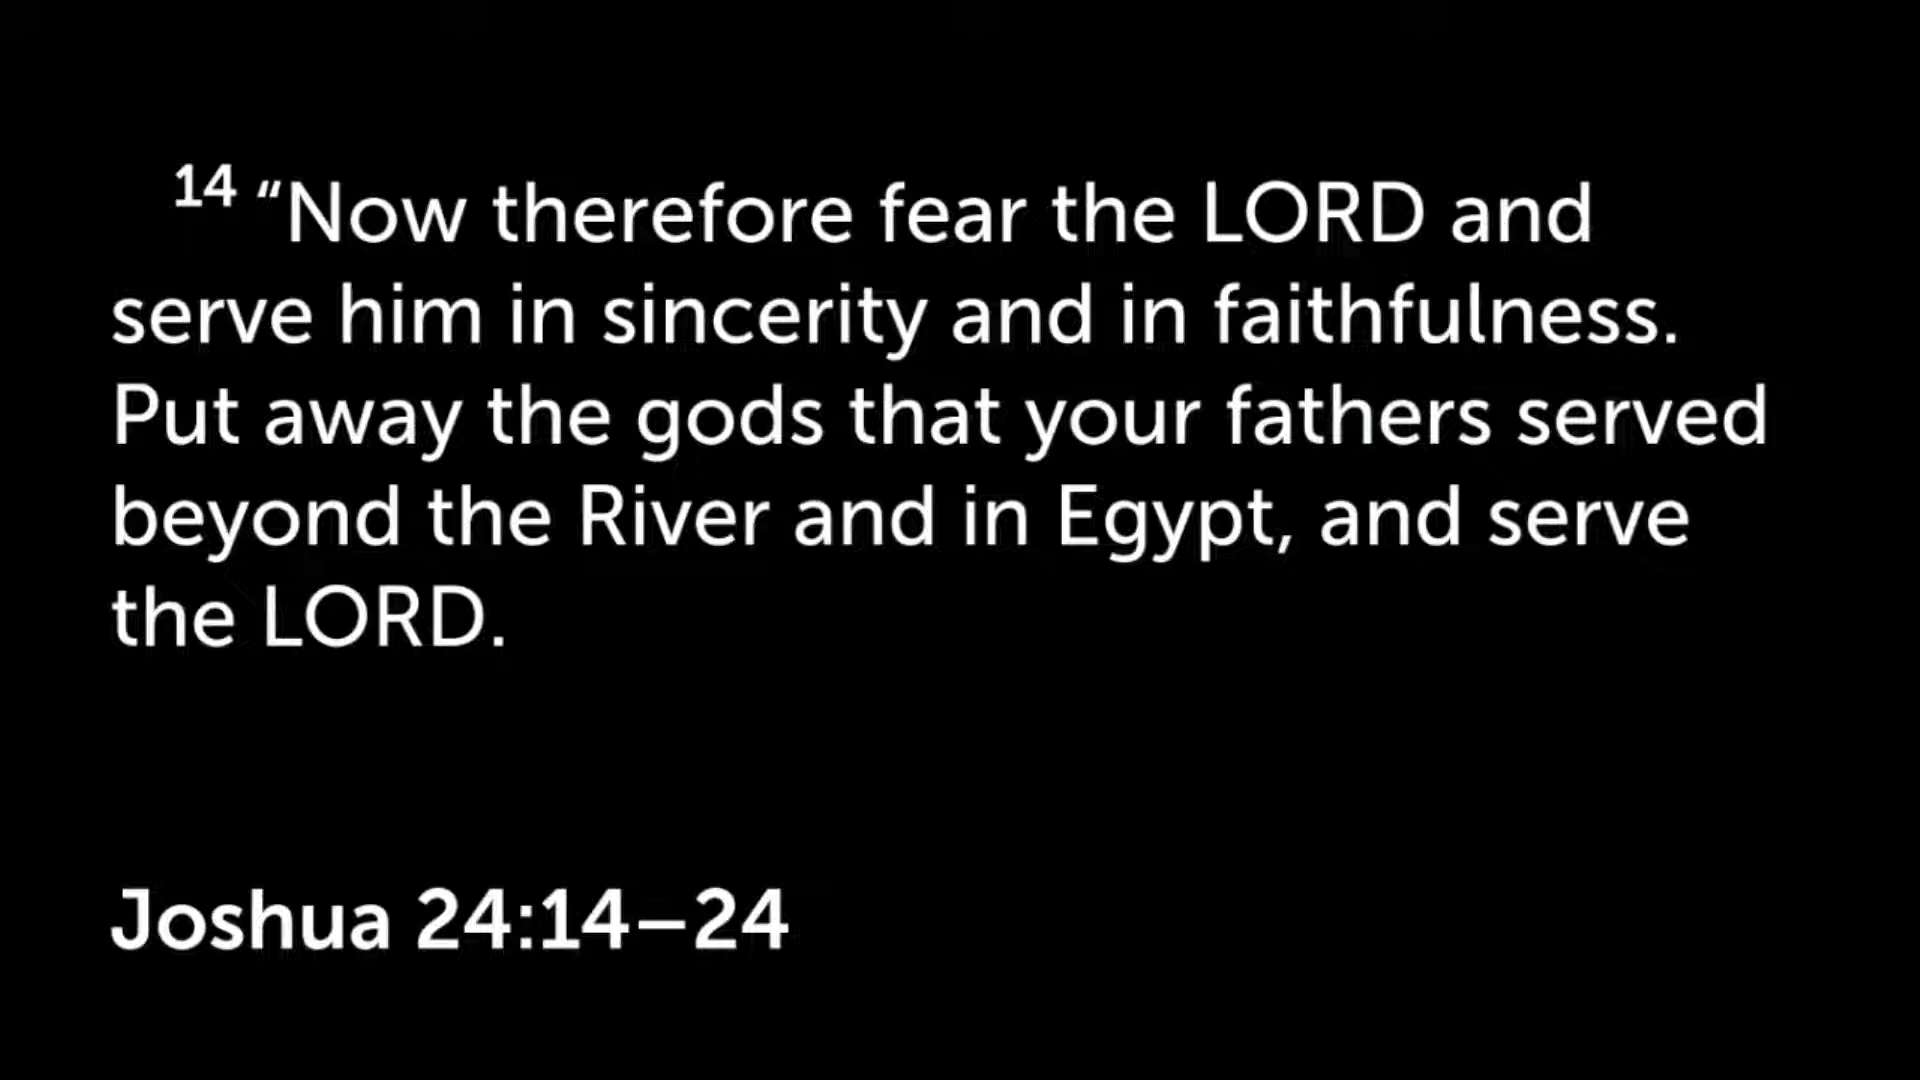 14 “Now therefore fear the LORD and
serve him in sincerity and in faithfulness.
Put away the gods that your fathers served
beyond the River and in Egypt, and serve
the LORD.
Joshua 24:14–24